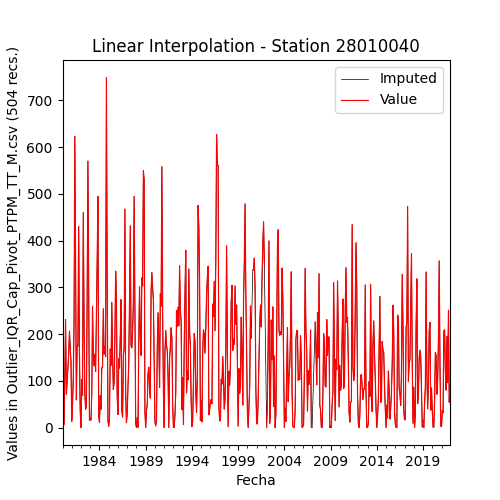 Linear Interpolation - Station 28010040
Imputed
Value
Values in Outlier_IQR_Cap_Pivot_PTPM_TT_M.csv (504 recs.)
700
600
500
400
300
200
100
0
1984 1989 1994 1999 2004 2009 2014 2019
Fecha